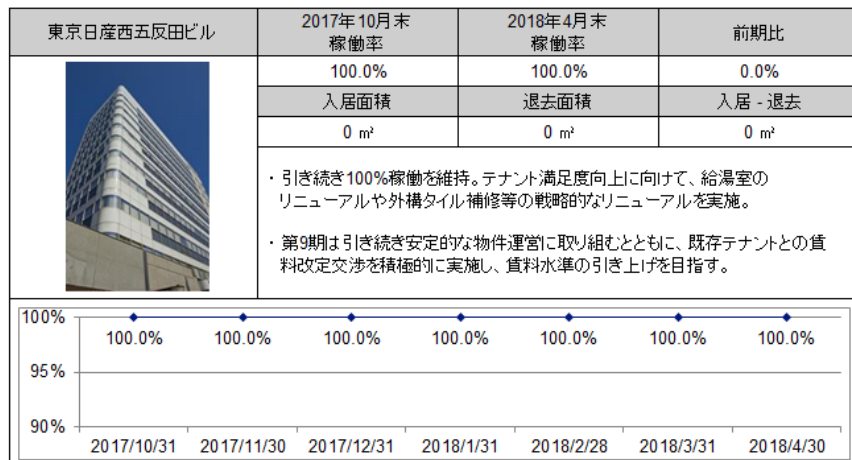 東京日産西五反田ビル
2017年10月末
稼働率
2018年4月末
稼働率
前期比
100.0%
100.0%
0.0%
入居面積
退去面積
入居 - 退去
0 ㎡
0 ㎡
0 ㎡
・引き続き100%稼働を維持。テナント満足度向上に向けて、給湯室の
リニューアルや外構タイル補修等の戦略的なリニューアルを実施。
・第9期は引き続き安定的な物件運営に取り組むとともに、既存テナントとの賃
料改定交渉を積極的に実施し、賃料水準の引き上げを目指す。
100%
100.0%
100.0%
100.0%
100.0%
100.0%
100.0%
100.0%
95%
90%
2017/10/31
2017/11/30
2017/12/31
2018/1/31
2018/2/28
2018/3/31
2018/4/30